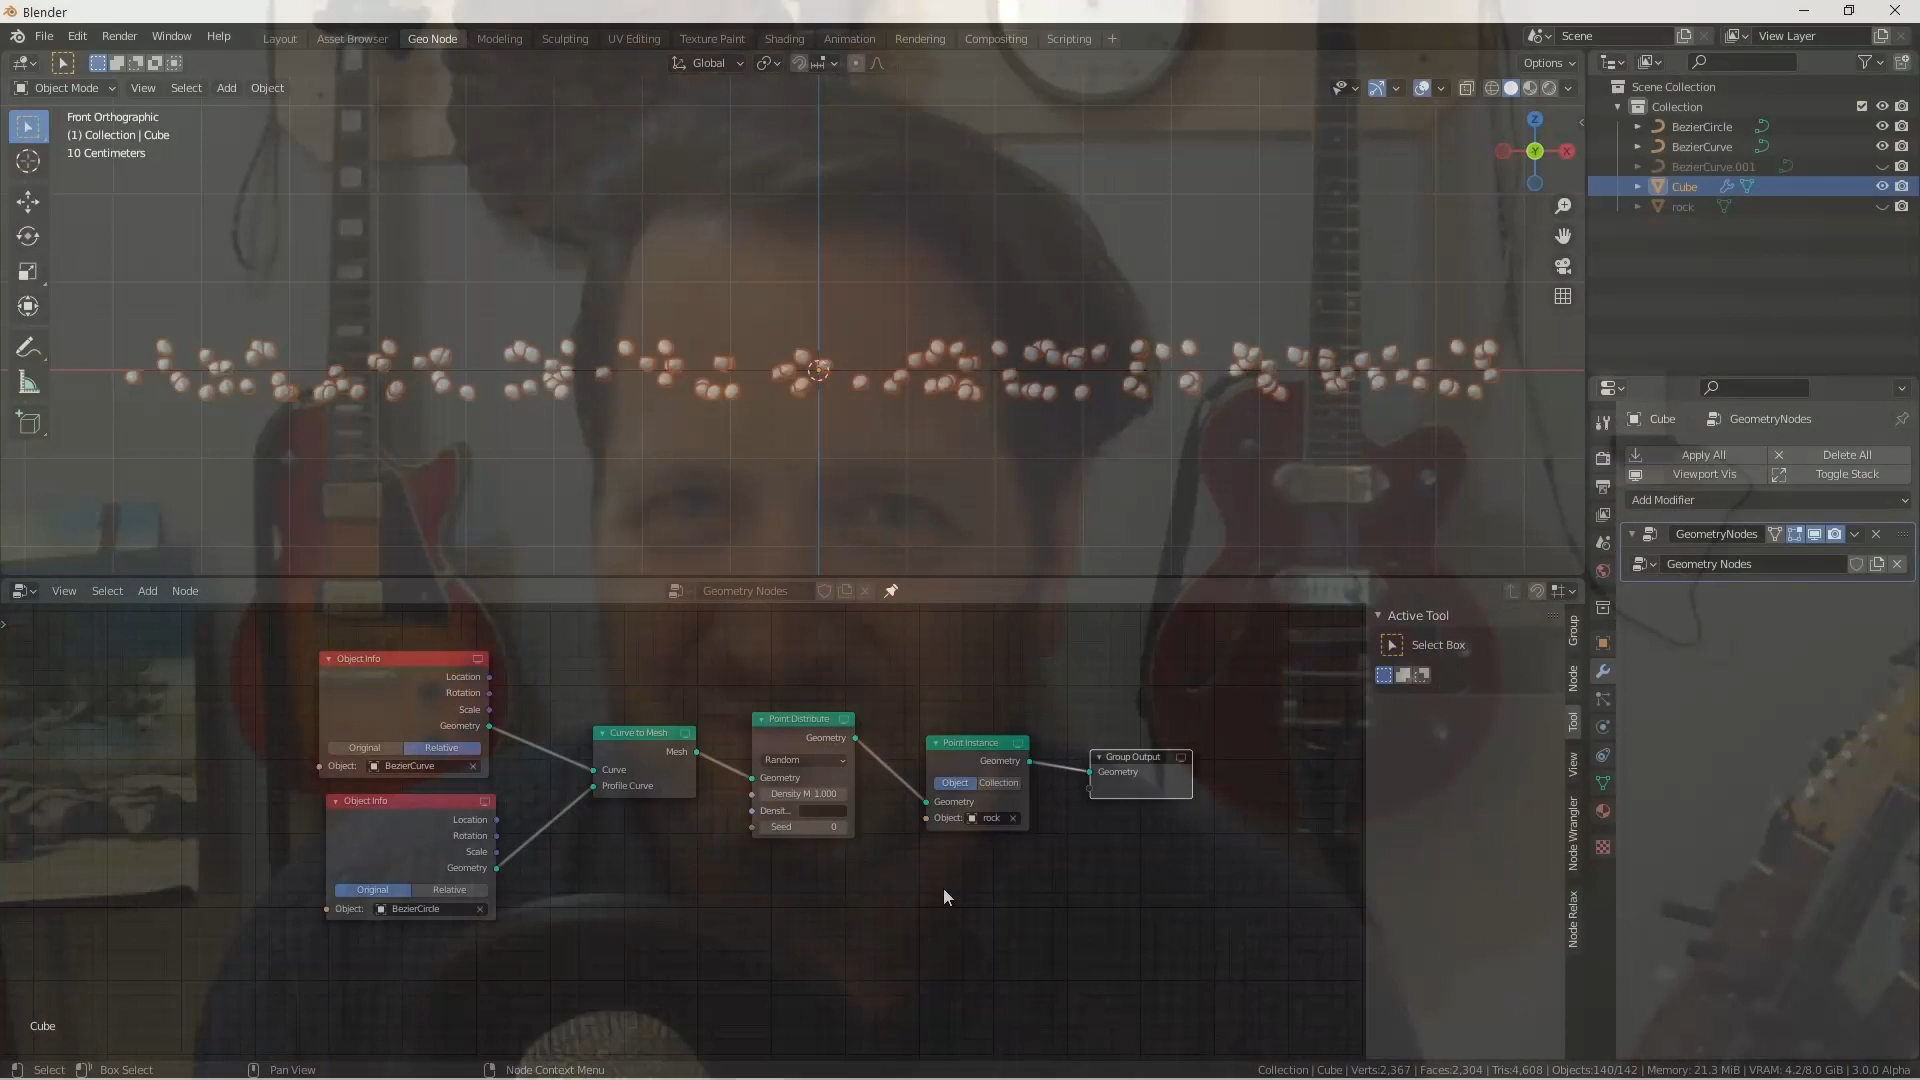 Blender
File Edit Render Window Help
Layout Asset Browser Geo Node Modeling Sculpting UV Editing Texture Paint Shading Animation Rendering Compositing Scripting
Scene
View Layer
Global
Options
Object Mode View Select Add Object
Front Orthographic
(1) Collection | Cube
10 Centimeters
Z
Y
X
Scene Collection
Collection
BezierCircle
BezierCurve
BezierCurve.001
Cube
rock
Cube GeometryNodes
Apply All Delete All
Viewport Vis Toggle Stack
Add Modifier
GeometryNodes
Geometry Nodes
View Select Add Node
Geometry Nodes
Object Info
Location
Rotation
Scale
Geometry
Original Relative
Object: BezierCurve
Object Info
Location
Rotation
Scale
Geometry
Original Relative
Object: BezierCircle
Curve to Mesh
Mesh
Curve
Profile Curve
Point Distribute
Geometry
Random
Geometry
Density M 1.000
Densit...
Seed 0
Point Instance
Geometry
Object Collection
Geometry
Object: rock
Group Output
Geometry
Active Tool
Select Box
Group
Node
Tool
View
Node Wrangler
Node Relax
Cube
Select Box Select Pan View Node Context Menu
Collection | Cube | Verts:2,367 | Faces:2,304 | Tris:4,608 | Objects:140/142 | Memory: 21.3 MiB | VRAM: 4.2/8.0 GiB | 3.0.0 Alpha